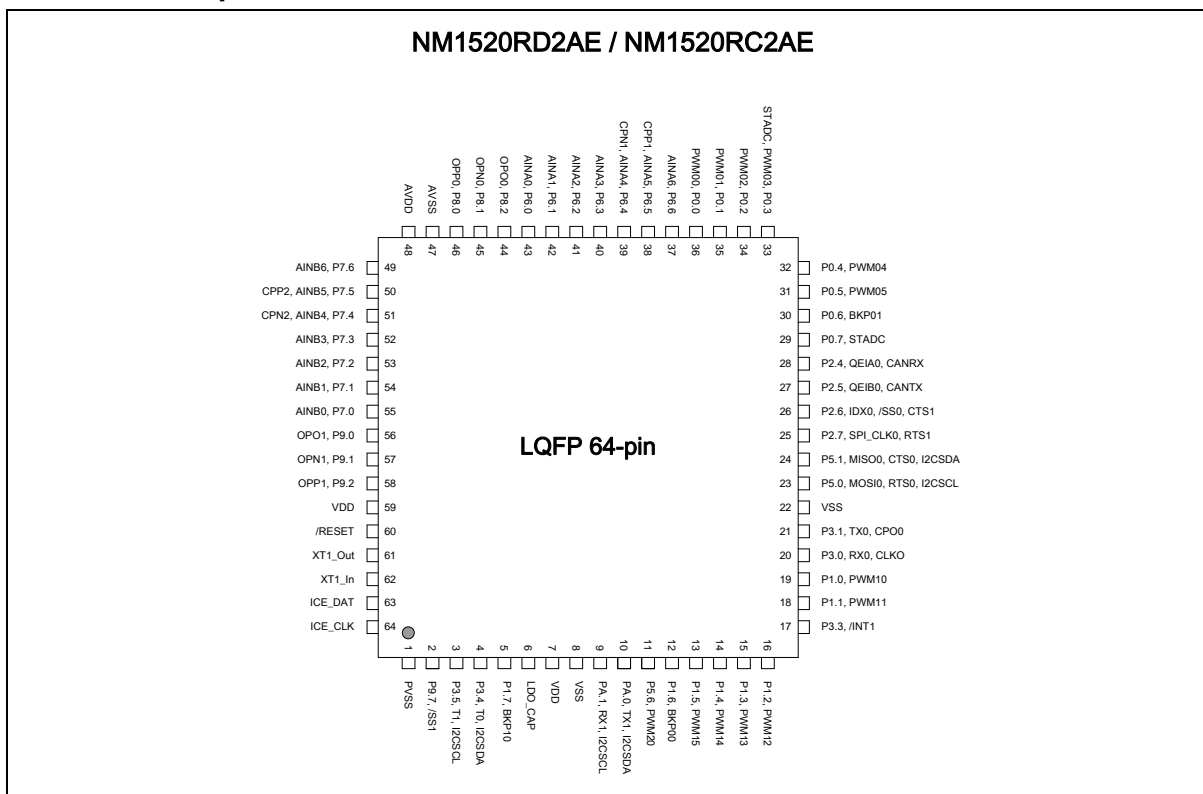 NM1520RD2AE / NM1520RC2AE
AVDD
AVSS
OPP0, P8.0
OPN0, P8.1
OPO0, P8.2
AINA0, P6.0
AINA1, P6.1
AINA2, P6.2
AINA3, P6.3
CPN1, AINA4, P6.4
CPP1, AINA5, P6.5
AINA6, P6.6
PWM00, P0.0
PWM01, P0.1
PWM02, P0.2
STADC, PWM03, P0.3
48
47
46
45
44
43
42
41
40
39
38
37
36
35
34
33
AINB6, P7.6 49
CPP2, AINB5, P7.5 50
CPN2, AINB4, P7.4 51
AINB3, P7.3 52
AINB2, P7.2 53
AINB1, P7.1 54
AINB0, P7.0 55
OPO1, P9.0 56
OPN1, P9.1 57
OPP1, P9.2 58
VDD 59
/RESET 60
XT1_Out 61
XT1_In 62
ICE_DAT 63
ICE_CLK 64
LQFP 64-pin
32 P0.4, PWM04
31 P0.5, PWM05
30 P0.6, BKP01
29 P0.7, STADC
28 P2.4, QEIA0, CANRX
27 P2.5, QEIB0, CANTX
26 P2.6, IDX0, /SS0, CTS1
25 P2.7, SPI_CLK0, RTS1
24 P5.1, MISO0, CTS0, I2CSDA
23 P5.0, MOSI0, RTS0, I2CSCL
22 VSS
21 P3.1, TX0, CPO0
20 P3.0, RX0, CLKO
19 P1.0, PWM10
18 P1.1, PWM11
17 P3.3, /INT1
1
2
3
4
5
6
7
8
9
10
11
12
13
14
15
16
PVSS
P9.7, /SS1
P3.5, T1, I2CSCL
P3.4, T0, I2CSDA
P1.7, BKP10
LDO_CAP
VDD
VSS
PA.1, RX1, I2CSCL
PA.0, TX1, I2CSDA
P5.6, PWM20
P1.6, BKP00
P1.5, PWM15
P1.4, PWM14
P1.3, PWM13
P1.2, PWM12